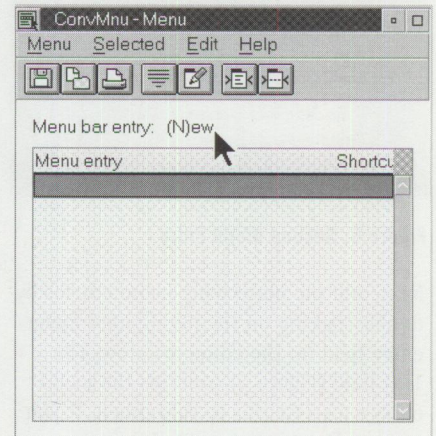 ConvMnu - Menu
Menu Selected Edit Help
Menu bar entry: (N)ew
Menu entry Shortcu